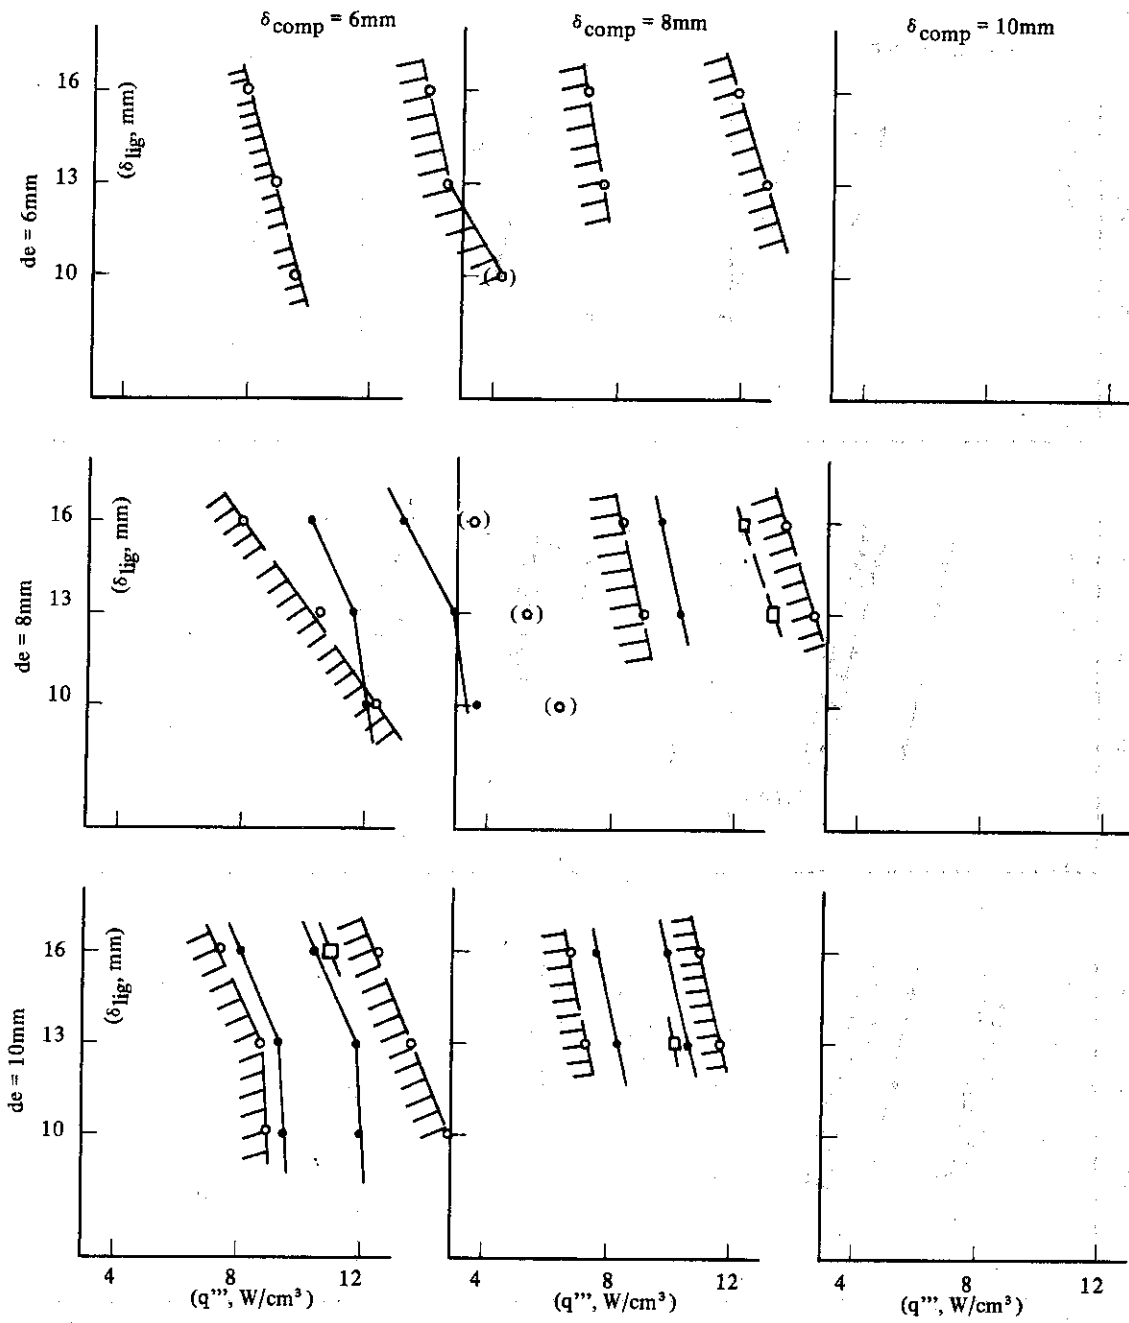 δcomp = 6mm
δcomp = 8mm
δcomp = 10mm
de = 6mm
(δlig, mm)
16
13
10
de = 8mm
(δlig, mm)
16
13
10
de = 10mm
(δlig, mm)
16
13
10
4 8 12 4 8 12 4 8 12
(q''', W/cm³) (q''', W/cm³) (q''', W/cm³)